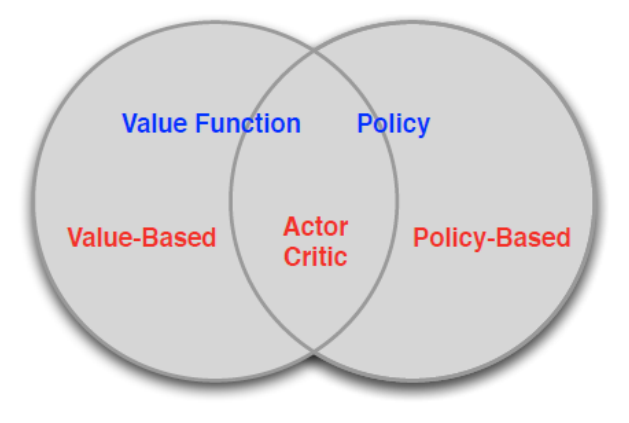 Value Function
Policy
Value-Based
Actor
Critic
Policy-Based